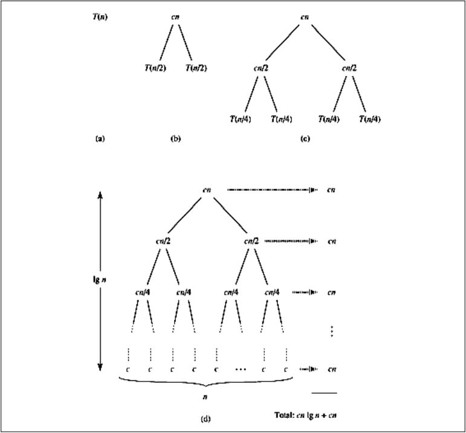 T(n) cn cn
T(n/2) T(n/2) cn/2 cn/2
T(n/4) T(n/4) T(n/4) T(n/4)
(a) (b) (c)
cn cn
cn/2 cn/2 cn
lg n
cn/4 cn/4 cn/4 cn/4 cn
⋮
c c c c c ⋯ c c cn
n
Total: cn lg n + cn
(d)